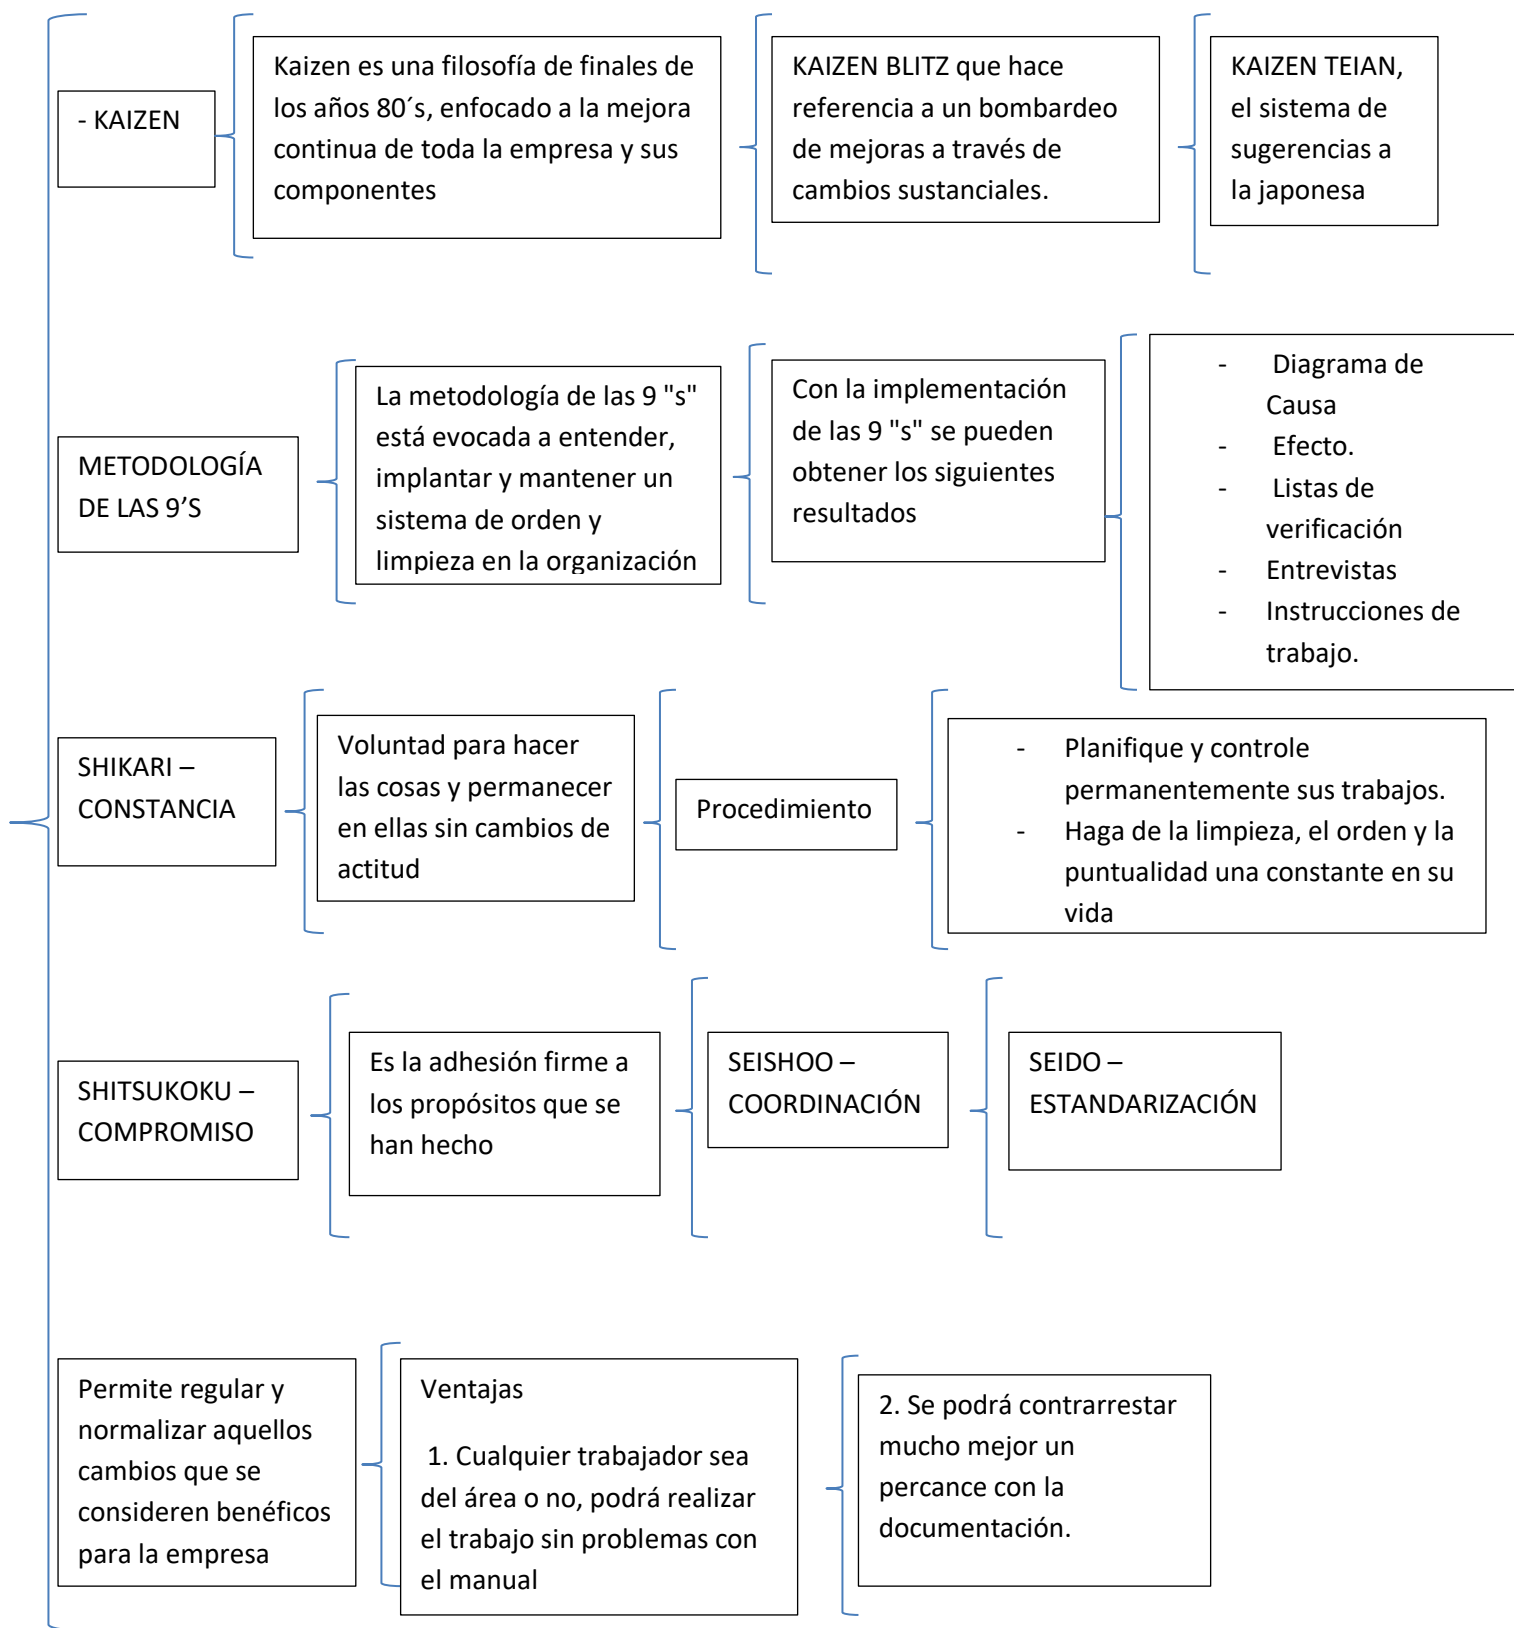 - KAIZEN
Kaizen es una filosofía de finales de
los años 80´s, enfocado a la mejora
continua de toda la empresa y sus
componentes
KAIZEN BLITZ que hace
referencia a un bombardeo
de mejoras a través de
cambios sustanciales.
KAIZEN TEIAN,
el sistema de
sugerencias a
la japonesa
METODOLOGÍA
DE LAS 9’S
La metodología de las 9 "s"
está evocada a entender,
implantar y mantener un
sistema de orden y
limpieza en la organización
Con la implementación
de las 9 "s" se pueden
obtener los siguientes
resultados
- Diagrama de
Causa
- Efecto.
- Listas de
verificación
- Entrevistas
- Instrucciones de
trabajo.
SHIKARI –
CONSTANCIA
Voluntad para hacer
las cosas y permanecer
en ellas sin cambios de
actitud
Procedimiento
- Planifique y controle
permanentemente sus trabajos.
- Haga de la limpieza, el orden y la
puntualidad una constante en su
vida
SHITSUKOKU –
COMPROMISO
Es la adhesión firme a
los propósitos que se
han hecho
SEISHOO –
COORDINACIÓN
SEIDO –
ESTANDARIZACIÓN
Permite regular y
normalizar aquellos
cambios que se
consideren benéficos
para la empresa
Ventajas
1. Cualquier trabajador sea
del área o no, podrá realizar
el trabajo sin problemas con
el manual
2. Se podrá contrarrestar
mucho mejor un
percance con la
documentación.